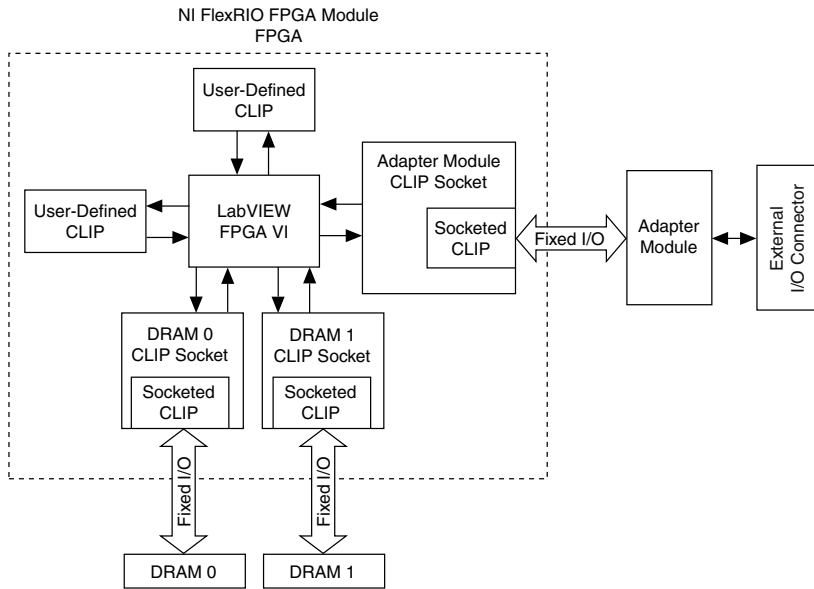 NI FlexRIO FPGA Module
FPGA
User-Defined
CLIP
User-Defined
CLIP
LabVIEW
FPGA VI
Adapter Module
CLIP Socket
Socketed
CLIP
Fixed I/O
Adapter
Module
External
I/O Connector
DRAM 0
CLIP Socket
Socketed
CLIP
DRAM 1
CLIP Socket
Socketed
CLIP
Fixed I/O
Fixed I/O
DRAM 0
DRAM 1